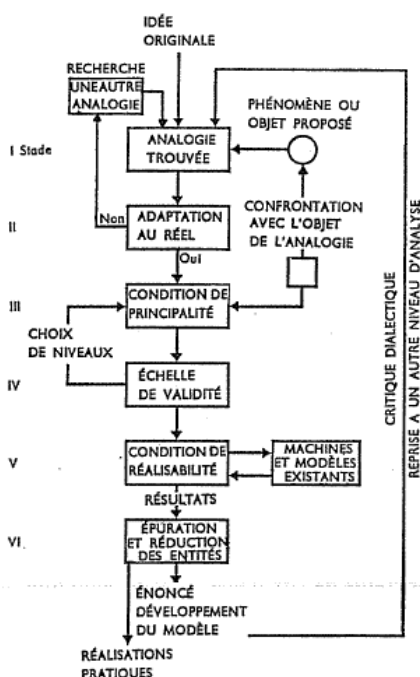 IDÉE
ORIGINALE
RECHERCHE
UNEAUTRE
ANALOGIE
PHÉNOMÈNE OU
OBJET PROPOSÉ
I Stade
ANALOGIE
TROUVÉE
CONFRONTATION
AVEC L'OBJET
DE L'ANALOGIE
II
Non
ADAPTATION
AU RÉEL
Oui
III
CONDITION DE
PRINCIPALITÉ
CHOIX
DE NIVEAUX
IV
ÉCHELLE
DE VALIDITÉ
V
CONDITION DE
RÉALISABILITÉ
MACHINES
ET MODÈLES
EXISTANTS
RÉSULTATS
VI
ÉPURATION
ET RÉDUCTION
DES ENTITÉS
ÉNONCÉ
DÉVELOPPEMENT
DU MODÈLE
RÉALISATIONS
PRATIQUES
CRITIQUE DIALECTIQUE
REPRISE A UN AUTRE NIVEAU D'ANALYSE